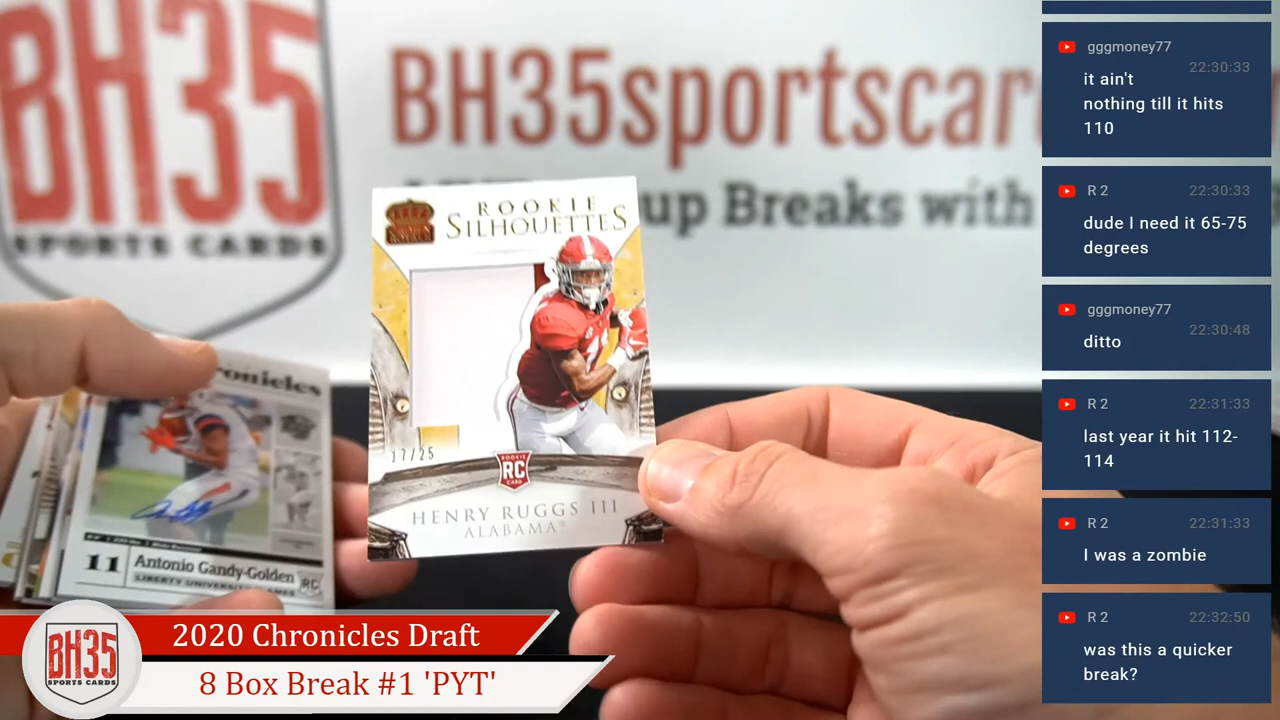 BH35
SPORTS CARDS
BH35sportscar
up Breaks with
ROOKIE
SILHOUETTES
17/25
ROOKIE
RC
CARD
HENRY RUGGS III
ALABAMA
ronicles
11
Antonio Gandy-Golden
RC
LIBERTY UNIVERSITY
BH35
SPORTS CARDS
2020 Chronicles Draft
8 Box Break #1 'PYT'
gggmoney77
22:30:33
it ain't
nothing till it hits
110
R 2
22:30:33
dude I need it 65-75
degrees
gggmoney77
22:30:48
ditto
R 2
22:31:33
last year it hit 112-
114
R 2
22:31:33
I was a zombie
R 2
22:32:50
was this a quicker
break?